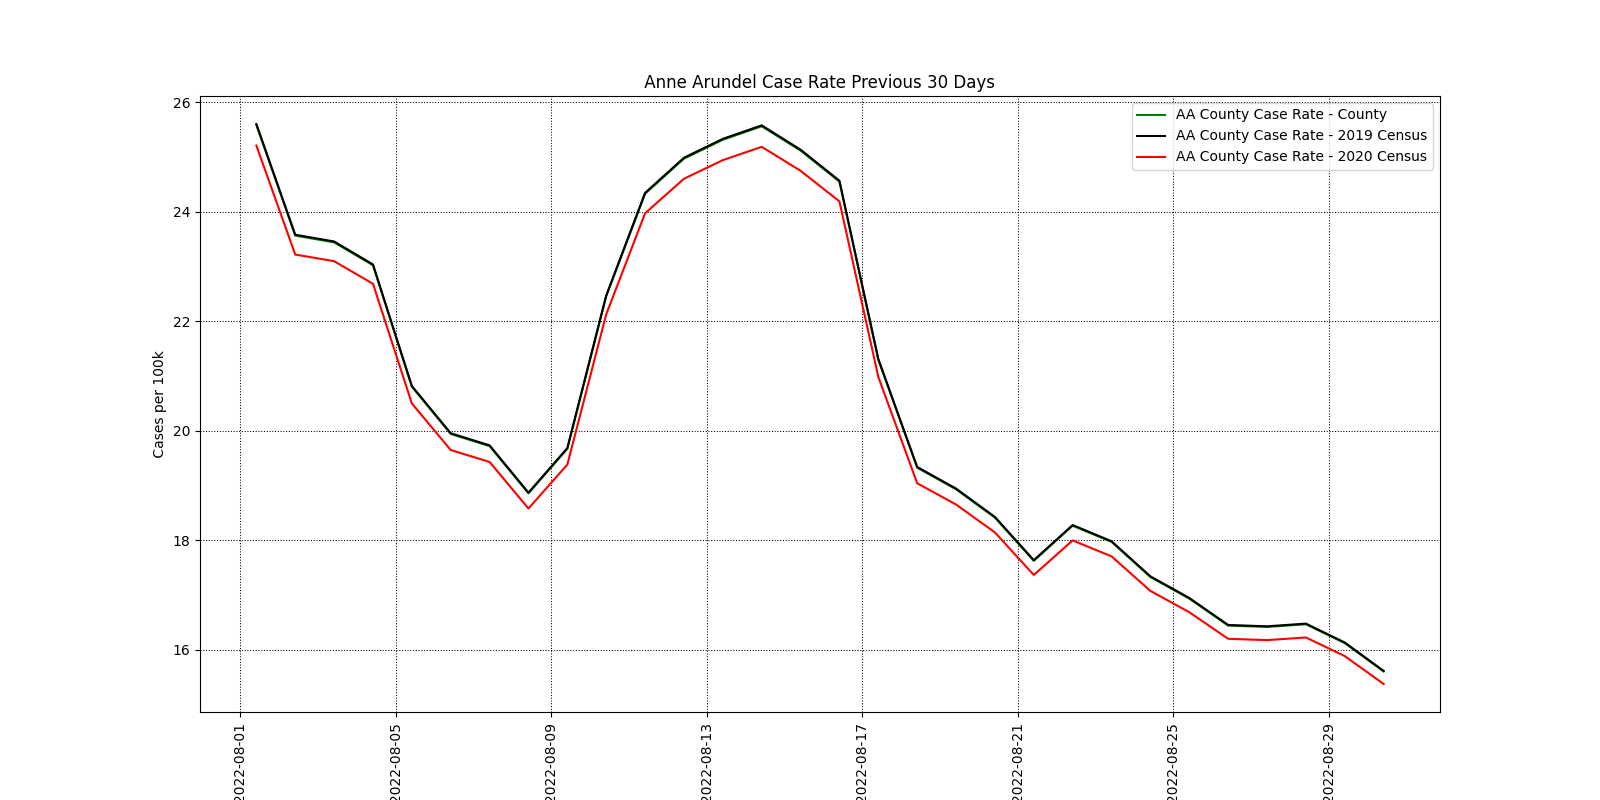 Anne Arundel Case Rate Previous 30 Days
AA County Case Rate - County
AA County Case Rate - 2019 Census
AA County Case Rate - 2020 Census
Cases per 100k
26
24
22
20
18
16
2022-08-01
2022-08-05
2022-08-09
2022-08-13
2022-08-17
2022-08-21
2022-08-25
2022-08-29